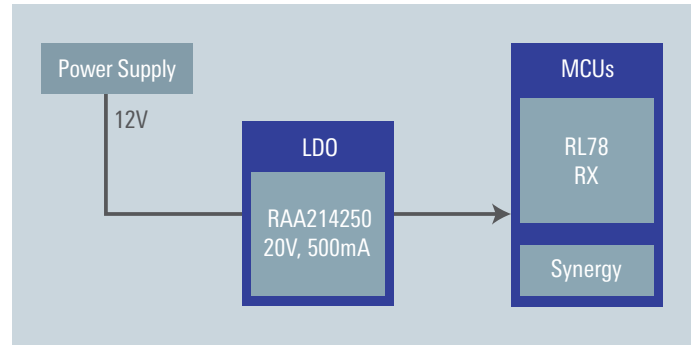 Power Supply
12V
LDO
RAA214250
20V, 500mA
MCUs
RL78
RX
Synergy